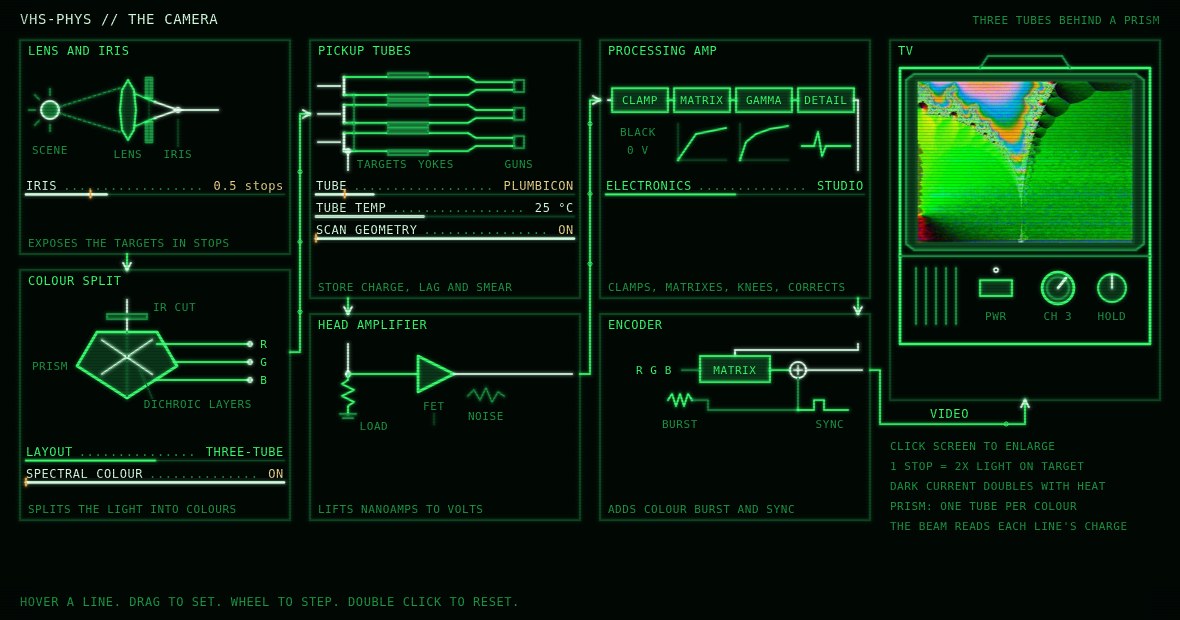 VHS-PHYS // THE CAMERA
THREE TUBES BEHIND A PRISM
LENS AND IRIS
SCENE
LENS
IRIS
IRIS .................. 0.5 stops
EXPOSES THE TARGETS IN STOPS
COLOUR SPLIT
IR CUT
PRISM
R
G
B
DICHROIC LAYERS
LAYOUT ............... THREE-TUBE
SPECTRAL COLOUR .............. ON
SPLITS THE LIGHT INTO COLOURS
PICKUP TUBES
TARGETS YOKES GUNS
TUBE .................. PLUMBICON
TUBE TEMP ................. 25 °C
SCAN GEOMETRY ................ ON
STORE CHARGE, LAG AND SMEAR
HEAD AMPLIFIER
FET
LOAD
NOISE
LIFTS NANOAMPS TO VOLTS
PROCESSING AMP
CLAMP MATRIX GAMMA DETAIL
BLACK
0 V
ELECTRONICS .............. STUDIO
CLAMPS, MATRIXES, KNEES, CORRECTS
ENCODER
R G B
MATRIX
BURST
SYNC
ADDS COLOUR BURST AND SYNC
TV
PWR CH 3 HOLD
VIDEO
CLICK SCREEN TO ENLARGE
1 STOP = 2X LIGHT ON TARGET
DARK CURRENT DOUBLES WITH HEAT
PRISM: ONE TUBE PER COLOUR
THE BEAM READS EACH LINE'S CHARGE
HOVER A LINE. DRAG TO SET. WHEEL TO STEP. DOUBLE CLICK TO RESET.